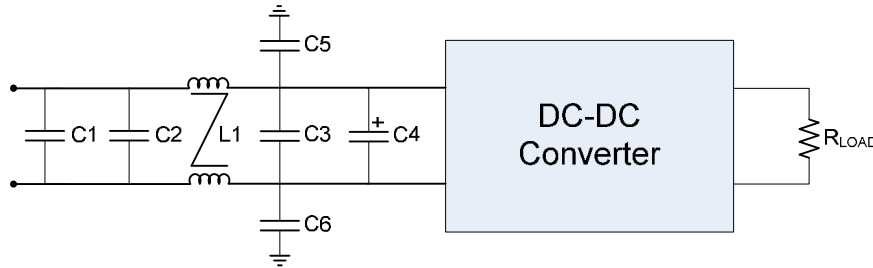 C5
C1
C2
L1
C3
+
C4
DC-DC
Converter
RLOAD
C6